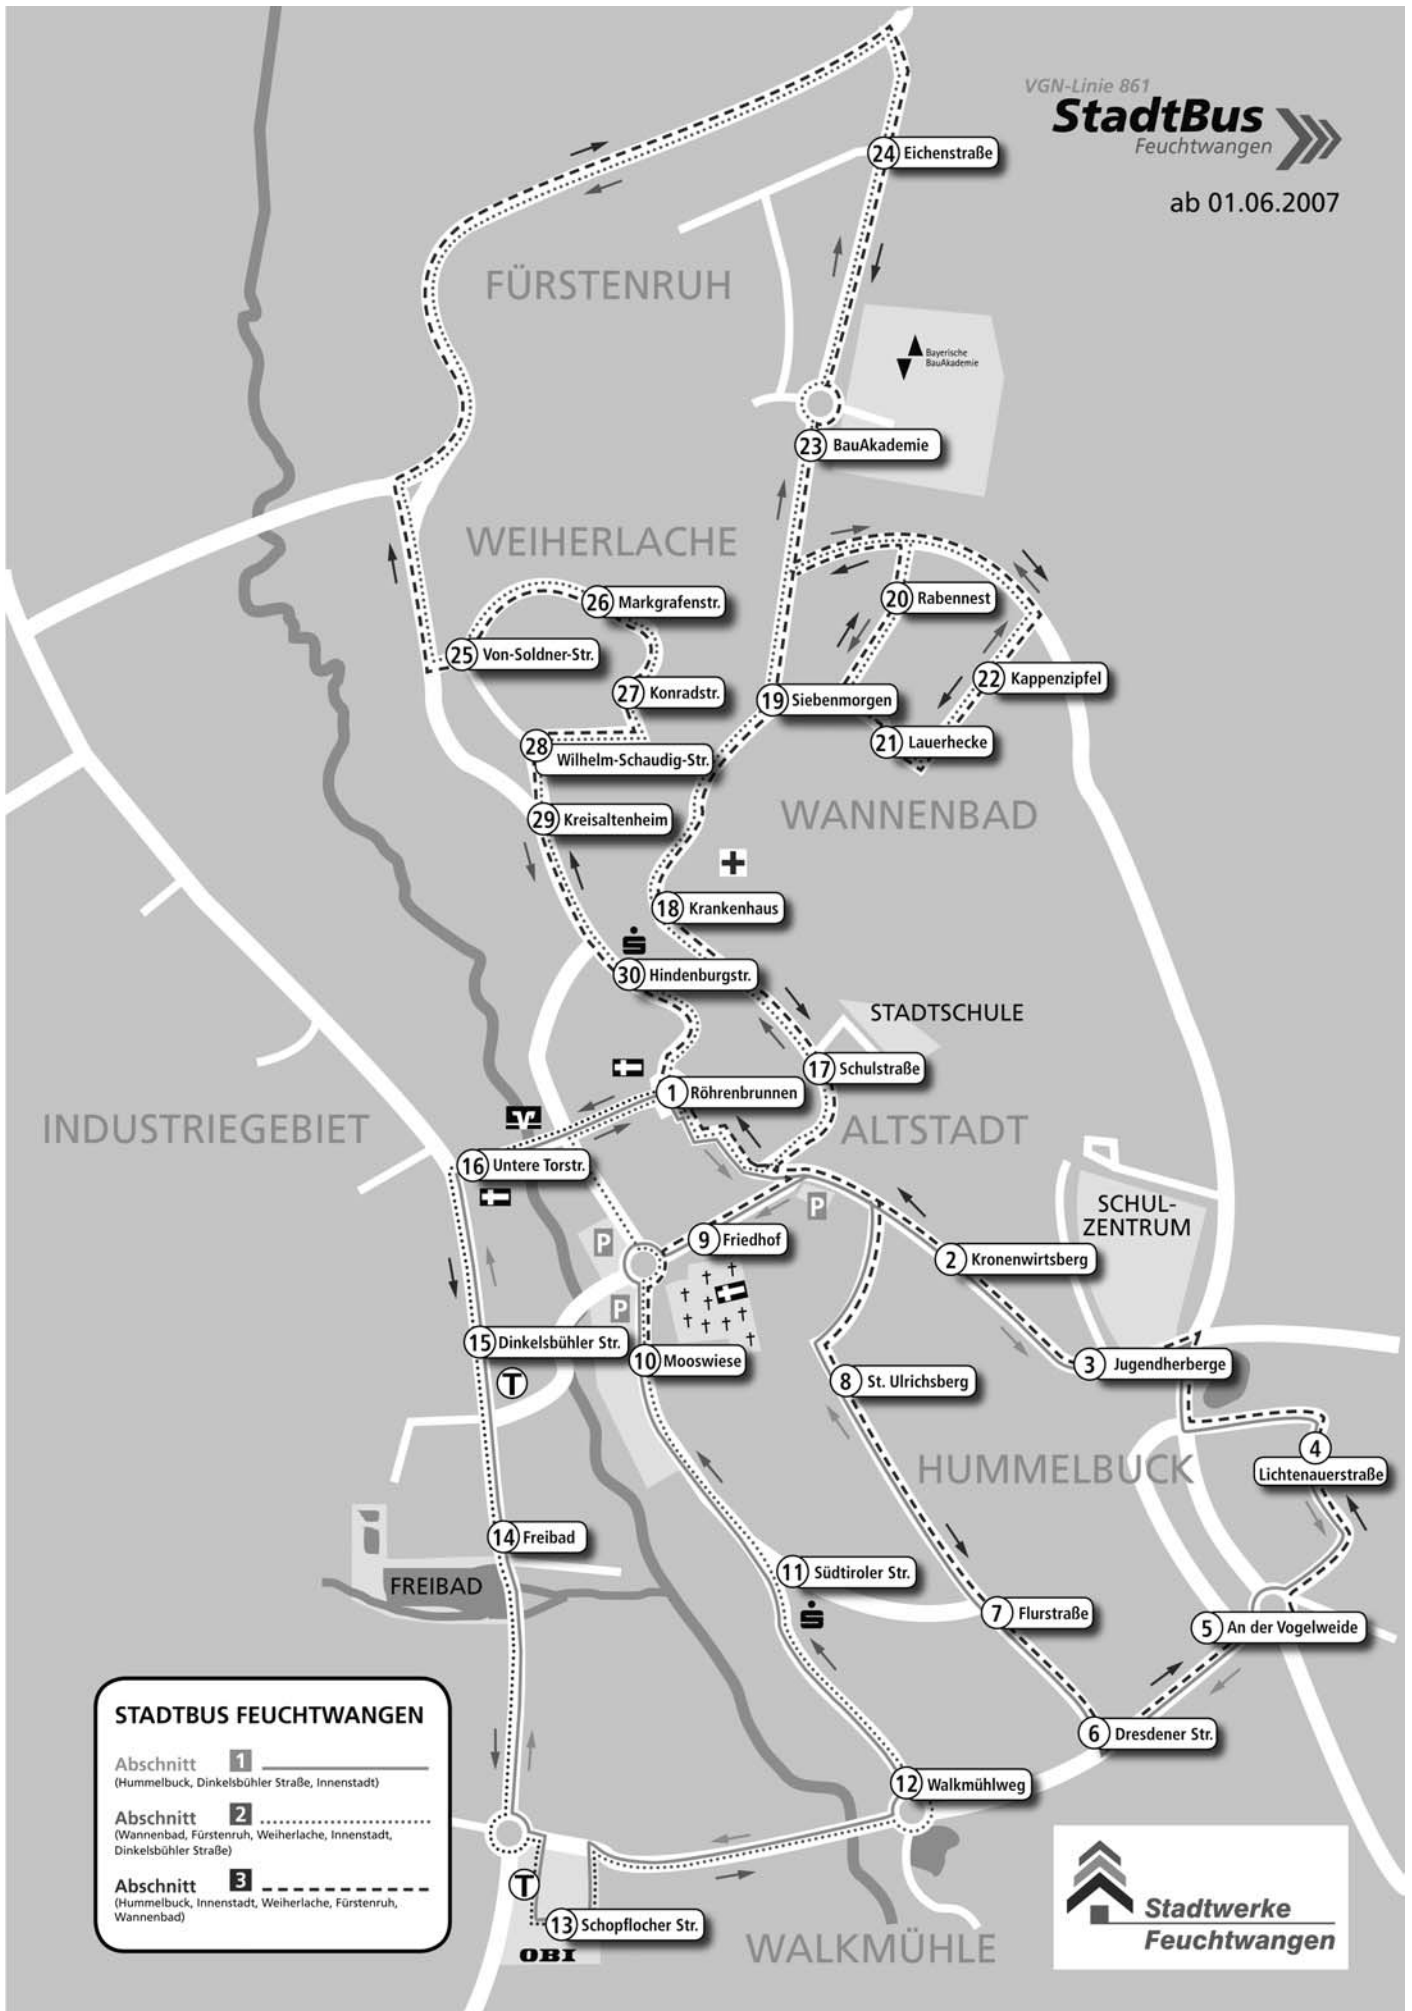 VGN-Linie 861
StadtBus
Feuchtwangen
ab 01.06.2007
24 Eichenstraße
FÜRSTENRUH
Bayerische
BauAkademie
23 BauAkademie
WEIHERLACHE
26 Markgrafenstr.
20 Rabennest
25 Von-Soldner-Str.
22 Kappenzipfel
27 Konradstr.
19 Siebenmorgen
21 Lauerhecke
28 Wilhelm-Schaudig-Str.
WANNENBAD
29 Kreisaltenheim
18 Krankenhaus
30 Hindenburgstr.
STADTSCHULE
17 Schulstraße
1 Röhrenbrunnen
INDUSTRIEGEBIET
ALTSTADT
16 Untere Torstr.
SCHUL-
ZENTRUM
P
P
9 Friedhof
2 Kronenwirtsberg
P
15 Dinkelsbühler Str.
10 Mooswiese
3 Jugendherberge
T
8 St. Ulrichsberg
HUMMELBUCK
4
Lichtenauerstraße
14 Freibad
11 Südtiroler Str.
FREIBAD
7 Flurstraße
5 An der Vogelweide
6 Dresdener Str.
12 Walkmühlweg
T
13 Schopflocher Str.
OBI
WALKMÜHLE
STADTBUS FEUCHTWANGEN
Abschnitt 1
(Hummelbuck, Dinkelsbühler Straße, Innenstadt)
Abschnitt 2
(Wannenbad, Fürstenruh, Weiherlache, Innenstadt,
Dinkelsbühler Straße)
Abschnitt 3
(Hummelbuck, Innenstadt, Weiherlache, Fürstenruh,
Wannenbad)
Stadtwerke
Feuchtwangen